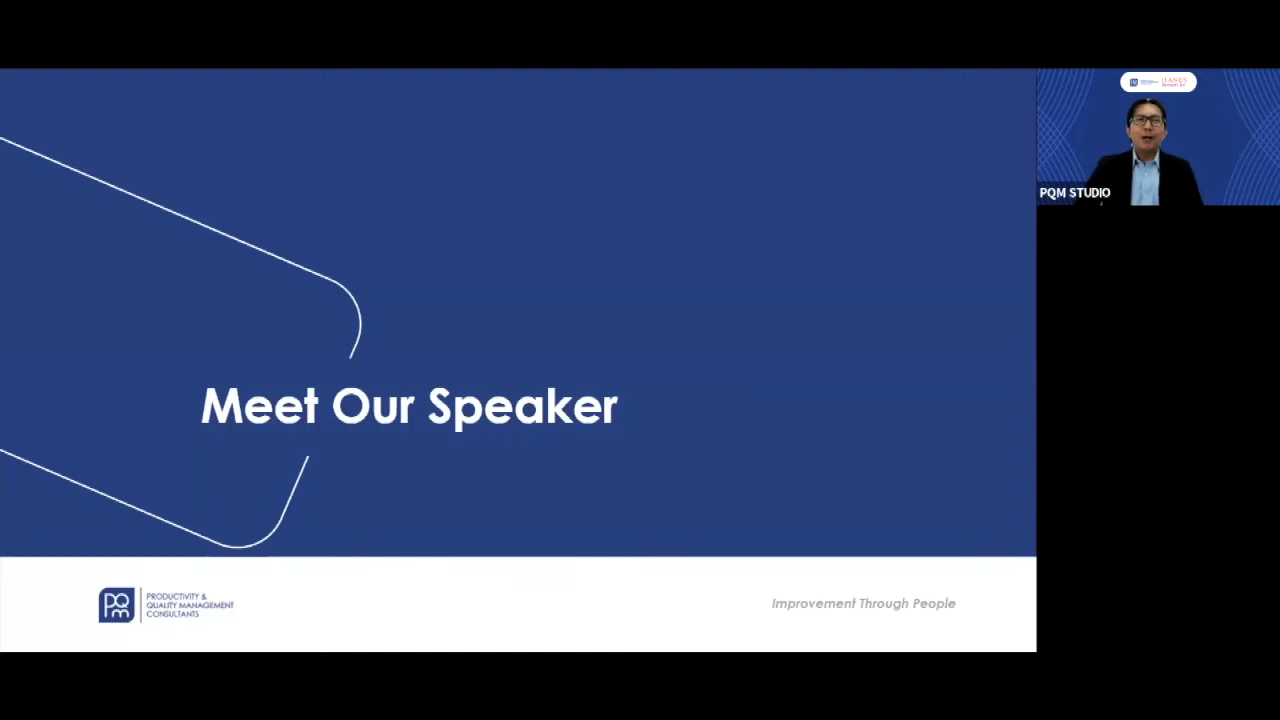 PQM STUDIO
Meet Our Speaker
PQM
PRODUCTIVITY &
QUALITY MANAGEMENT
CONSULTANTS
Improvement Through People